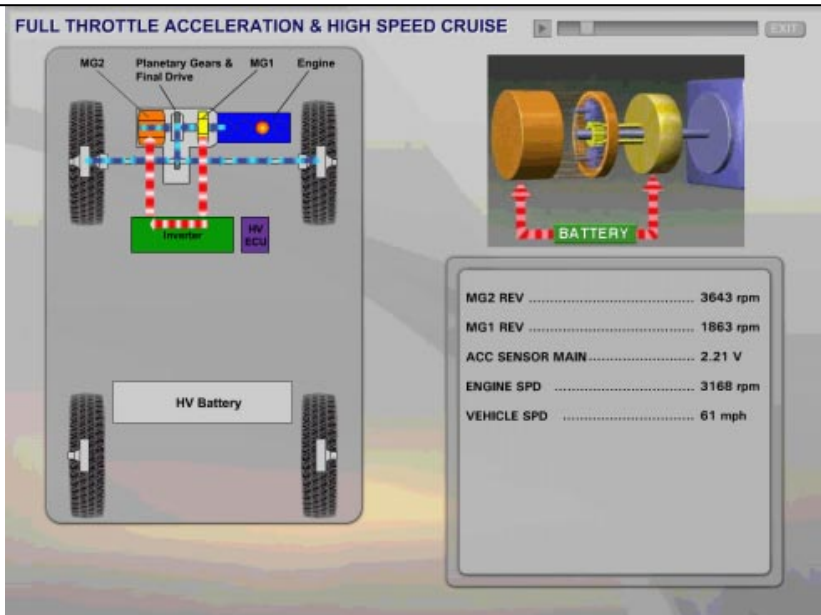 FULL THROTTLE ACCELERATION & HIGH SPEED CRUISE
EXIT
MG2
Planetary Gears &
Final Drive
MG1
Engine
Inverter
HV
ECU
HV Battery
BATTERY
MG2 REV ........................................ 3643 rpm
MG1 REV ........................................ 1863 rpm
ACC SENSOR MAIN......................... 2.21 V
ENGINE SPD ................................. 3168 rpm
VEHICLE SPD ............................... 61 mph